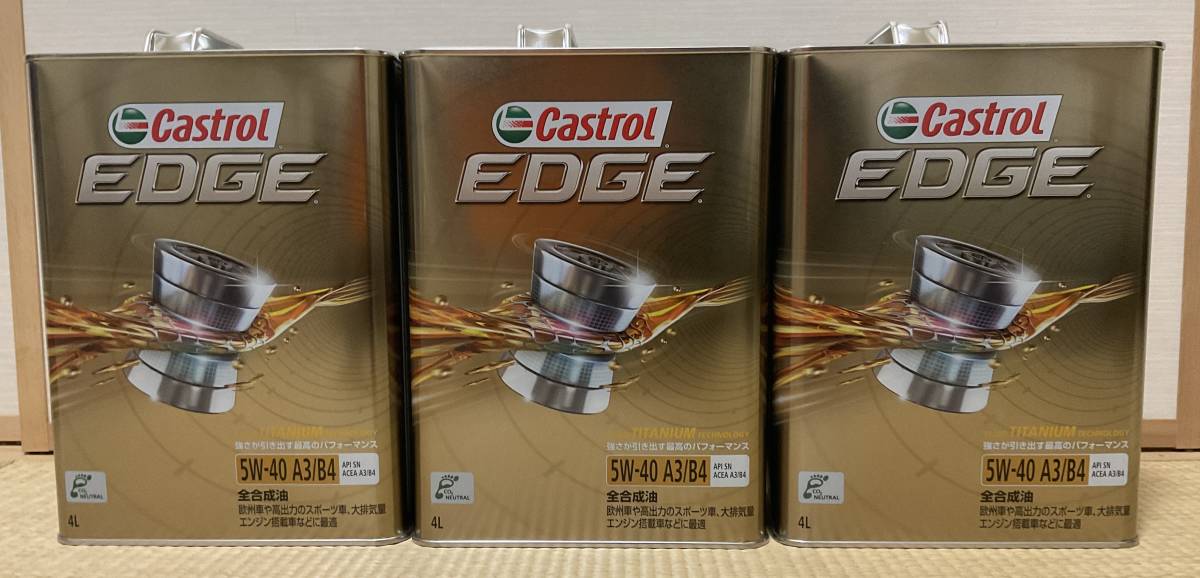 Castrol
EDGE
TITANIUM TECHNOLOGY
強さが引き出す最高のパフォーマンス
5W-40 A3/B4
API SN
ACEA A3/B4
CO₂
NEUTRAL
全合成油
欧州車や高出力のスポーツ車、大排気量
エンジン搭載車などに最適
4L
Castrol
EDGE
TITANIUM TECHNOLOGY
強さが引き出す最高のパフォーマンス
5W-40 A3/B4
API SN
ACEA A3/B4
CO₂
NEUTRAL
全合成油
欧州車や高出力のスポーツ車、大排気量
エンジン搭載車などに最適
4L
Castrol
EDGE
TITANIUM TECHNOLOGY
強さが引き出す最高のパフォーマンス
5W-40 A3/B4
API SN
ACEA A3/B4
CO₂
NEUTRAL
全合成油
欧州車や高出力のスポーツ車、大排気量
エンジン搭載車などに最適
4L